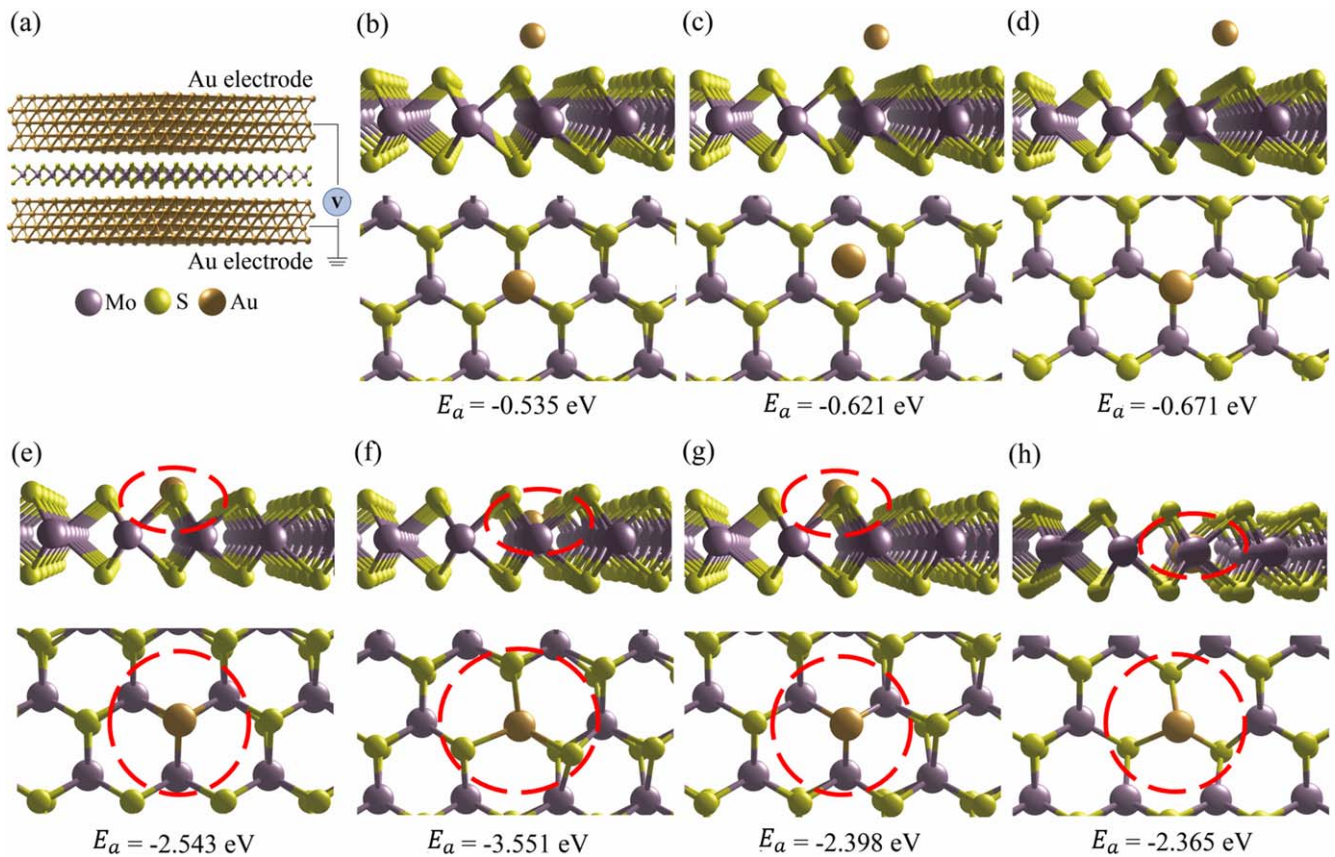 (a)
Au electrode
V
Au electrode
Mo S Au
(b)
E_a = -0.535 eV
(c)
E_a = -0.621 eV
(d)
E_a = -0.671 eV
(e)
E_a = -2.543 eV
(f)
E_a = -3.551 eV
(g)
E_a = -2.398 eV
(h)
E_a = -2.365 eV